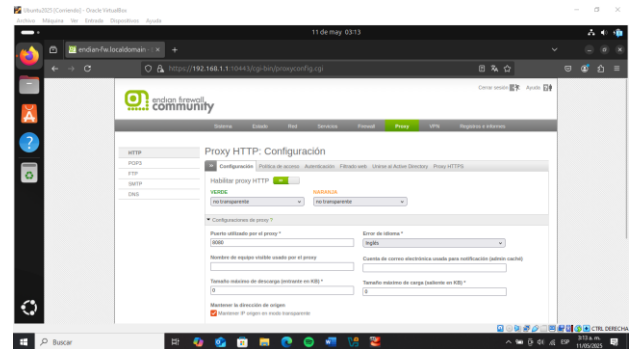 Ubuntu2025 [Corriendo] - Oracle VirtualBox
Archivo Máquina Ver Entrada Dispositivos Ayuda
11 de may 03:13
endian-fw.localdomain -
https://192.168.1.1:10443/cgi-bin/proxyconfig.cgi
Cerrar sesión Ayuda
endian firewall
community
Sistema Estado Red Servicios Firewall Proxy VPN Registros e informes
HTTP
POP3
FTP
SMTP
DNS
Proxy HTTP: Configuración
Configuración Política de acceso Autenticación Filtrado web Unirse al Active Directory Proxy HTTPS
Habilitar proxy HTTP
VERDE NARANJA
no transparente no transparente
Configuraciones de proxy ?
Puerto utilizado por el proxy * Error de idioma *
8080 Inglés
Nombre de equipo visible usado por el proxy Cuenta de correo electrónico usada para notificación (admin caché)
Tamaño máximo de descarga (entrante en KB) * Tamaño máximo de carga (saliente en KB) *
0 0
Mantener la dirección de origen
Mantener IP origen en modo transparente
CTRL DERECHA
Buscar
ESP
3:13 a. m.
11/05/2025